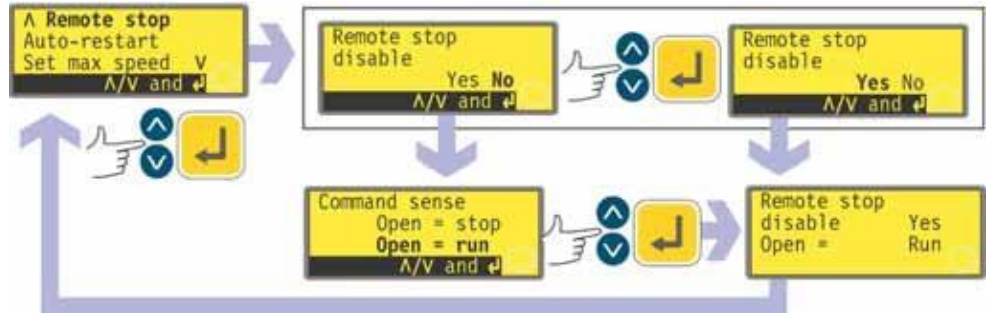 Λ Remote stop
Auto-restart
Set max speed V
Λ/V and ↲
Remote stop
disable
Yes No
Λ/V and ↲
Remote stop
disable
Yes No
Λ/V and ↲
Command sense
Open = stop
Open = run
Λ/V and ↲
Remote stop
disable Yes
Open = Run